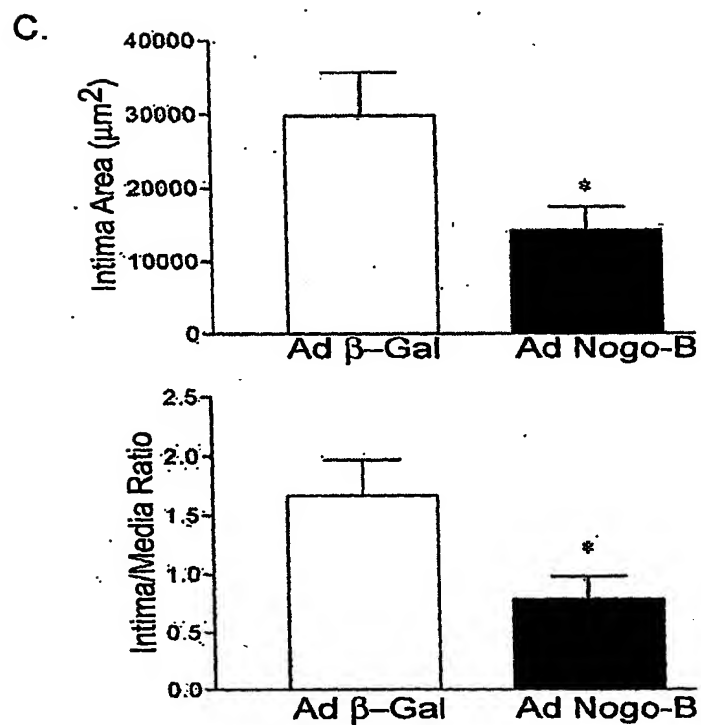 C.
Intima Area (µm²)
40000
30000
20000
10000
0
*
Ad β–Gal Ad Nogo-B
Intima/Media Ratio
2.5
2.0
1.5
1.0
0.5
0.0
*
Ad β–Gal Ad Nogo-B